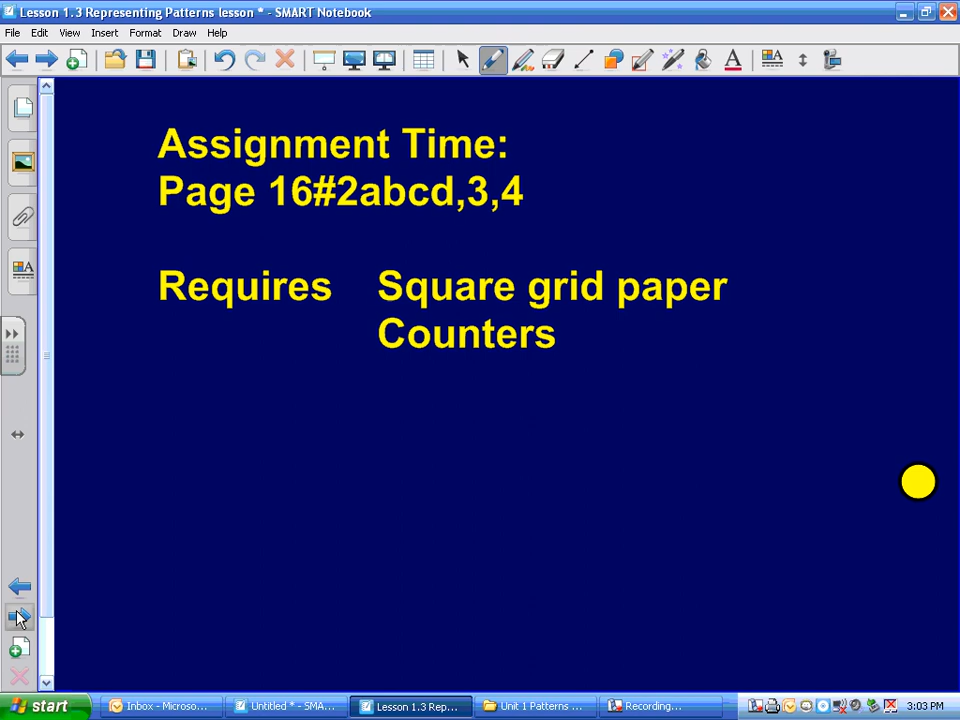 Lesson 1.3 Representing Patterns lesson * - SMART Notebook
File Edit View Insert Format Draw Help
Assignment Time:
Page 16#2abcd,3,4
Requires Square grid paper
Counters
start Inbox - Microso... Untitled * - SMA... Lesson 1.3 Rep... Unit 1 Patterns ... Recording... 3:03 PM